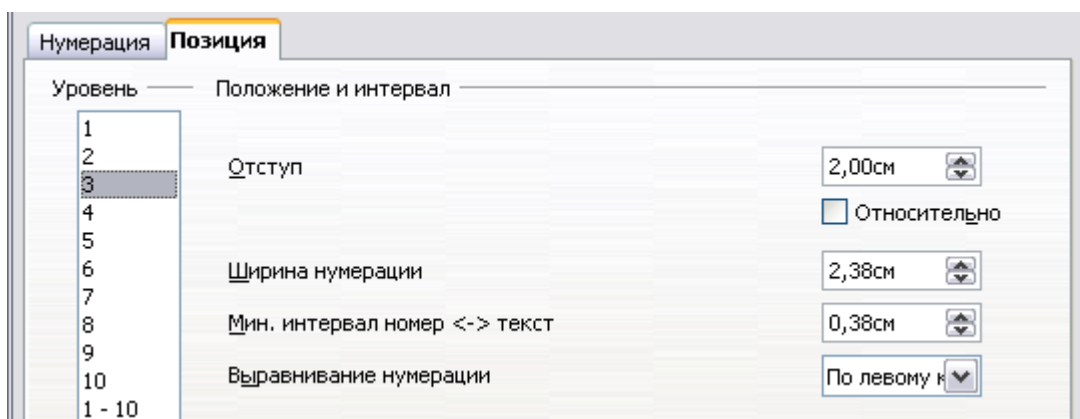 Нумерация Позиция
Уровень Положение и интервал
1
2
Отступ 2,00см
3
4 Относительно
5
6 Ширина нумерации 2,38см
7
8 Мин. интервал номер <-> текст 0,38см
9
10 Выравнивание нумерации По левому к
1 - 10